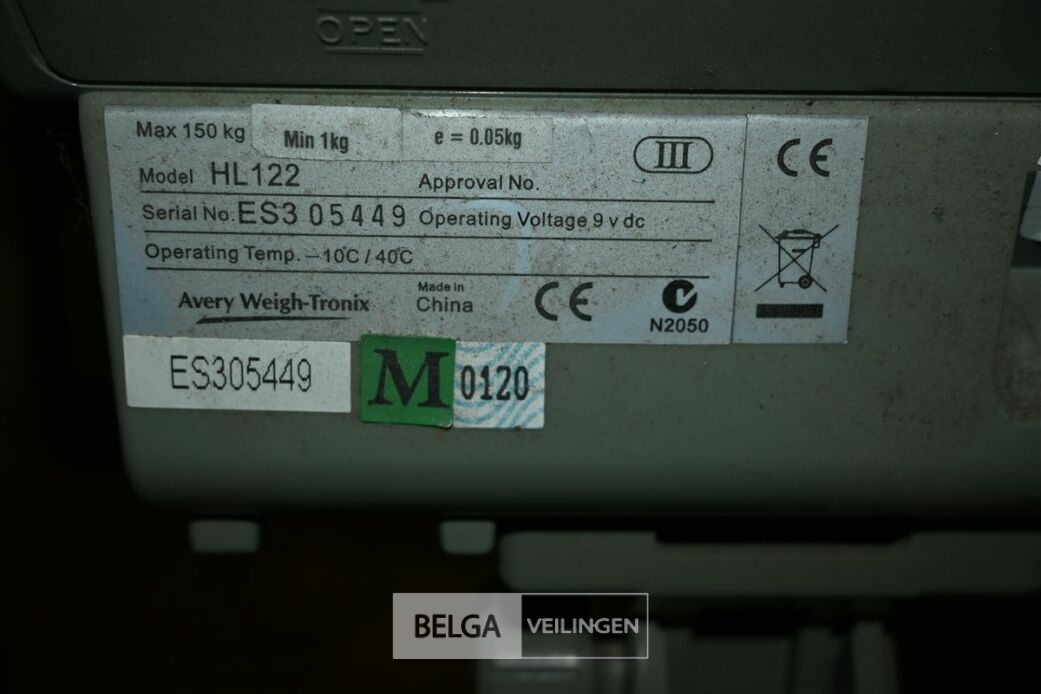 OPEN
Max 150 kg Min 1kg e = 0.05kg III CE
Model HL122 Approval No.
Serial No. ES3 05449 Operating Voltage 9 v dc
Operating Temp. –10C / 40C
Avery Weigh-Tronix Made in China CE N2050
ES305449 M 0120
BELGA VEILINGEN